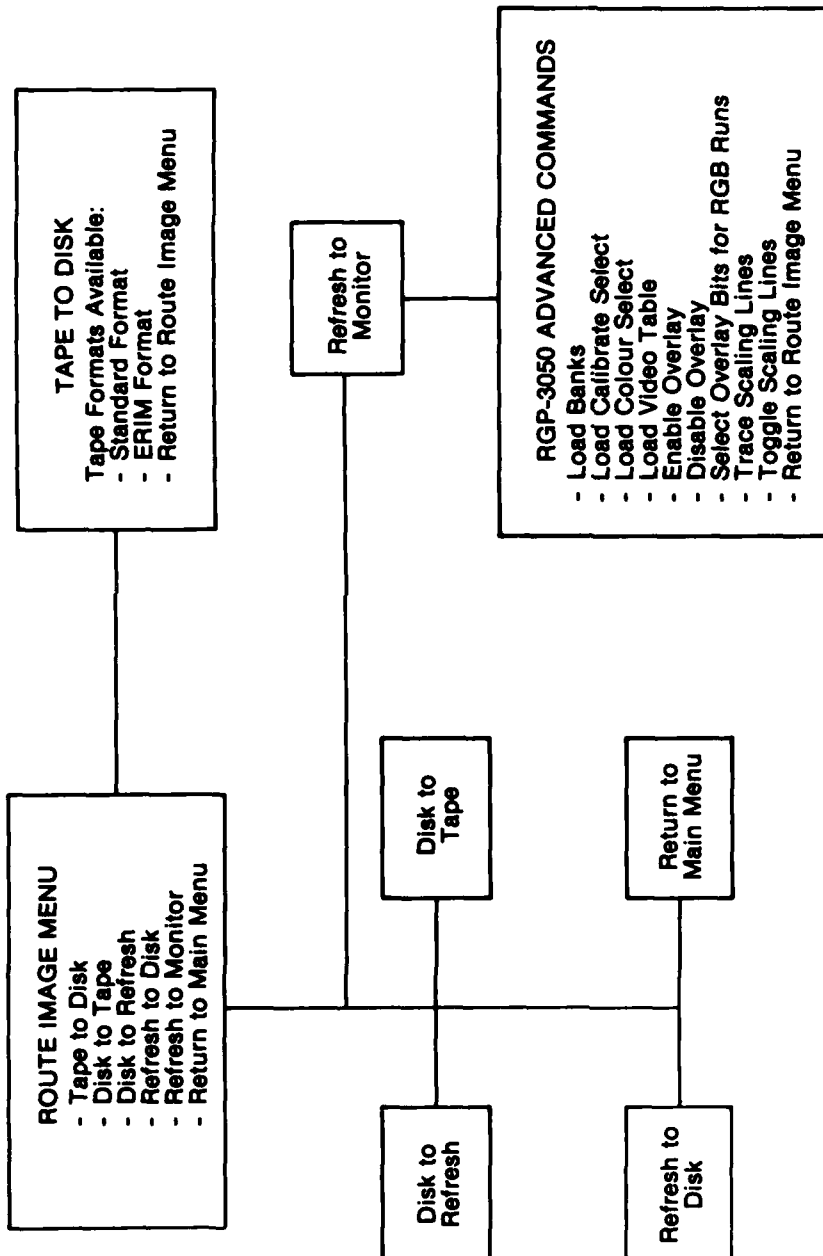 ROUTE IMAGE MENU
- Tape to Disk
- Disk to Tape
- Disk to Refresh
- Refresh to Disk
- Refresh to Monitor
- Return to Main Menu
TAPE TO DISK
Tape Formats Available:
- Standard Format
- ERIM Format
- Return to Route Image Menu
Refresh to
Monitor
Disk to
Refresh
Disk to
Tape
Refresh to
Disk
Return to
Main Menu
RGP-3050 ADVANCED COMMANDS
- Load Banks
- Load Calibrate Select
- Load Colour Select
- Load Video Table
- Enable Overlay
- Disable Overlay
- Select Overlay Bits for RGB Runs
- Trace Scaling Lines
- Toggle Scaling Lines
- Return to Route Image Menu